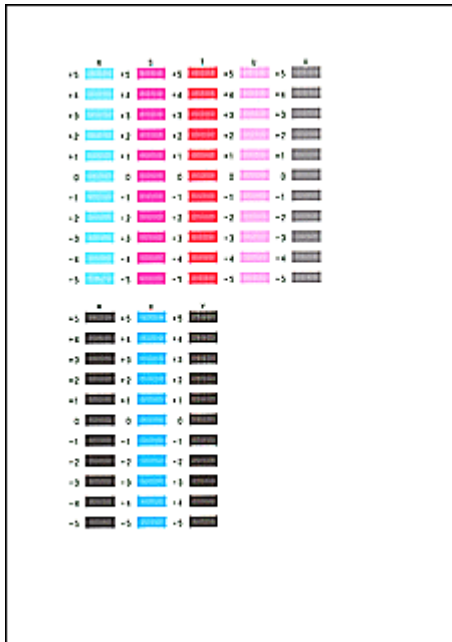 +5 +5 +5 +5 +5
+4 +4 +4 +4 +4
+3 +3 +3 +3 +3
+2 +2 +2 +2 +2
+1 +1 +1 +1 +1
0 0 0 0 0
-1 -1 -1 -1 -1
-2 -2 -2 -2 -2
-3 -3 -3 -3 -3
-4 -4 -4 -4 -4
-5 -5 -5 -5 -5
+5 +5 +5
+4 +4 +4
+3 +3 +3
+2 +2 +2
+1 +1 +1
0 0 0
-1 -1 -1
-2 -2 -2
-3 -3 -3
-4 -4 -4
-5 -5 -5